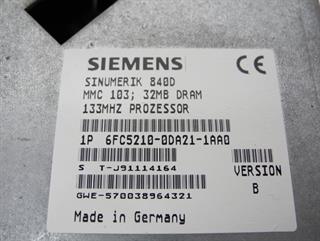 SIEMENS CE
SINUMERIK 840D
MMC 103; 32MB DRAM
133MHZ PROZESSOR
1P 6FC5210-0DA21-1AA0
S T-J91114164
VERSION
B
GWE-570038964321
Made in Germany